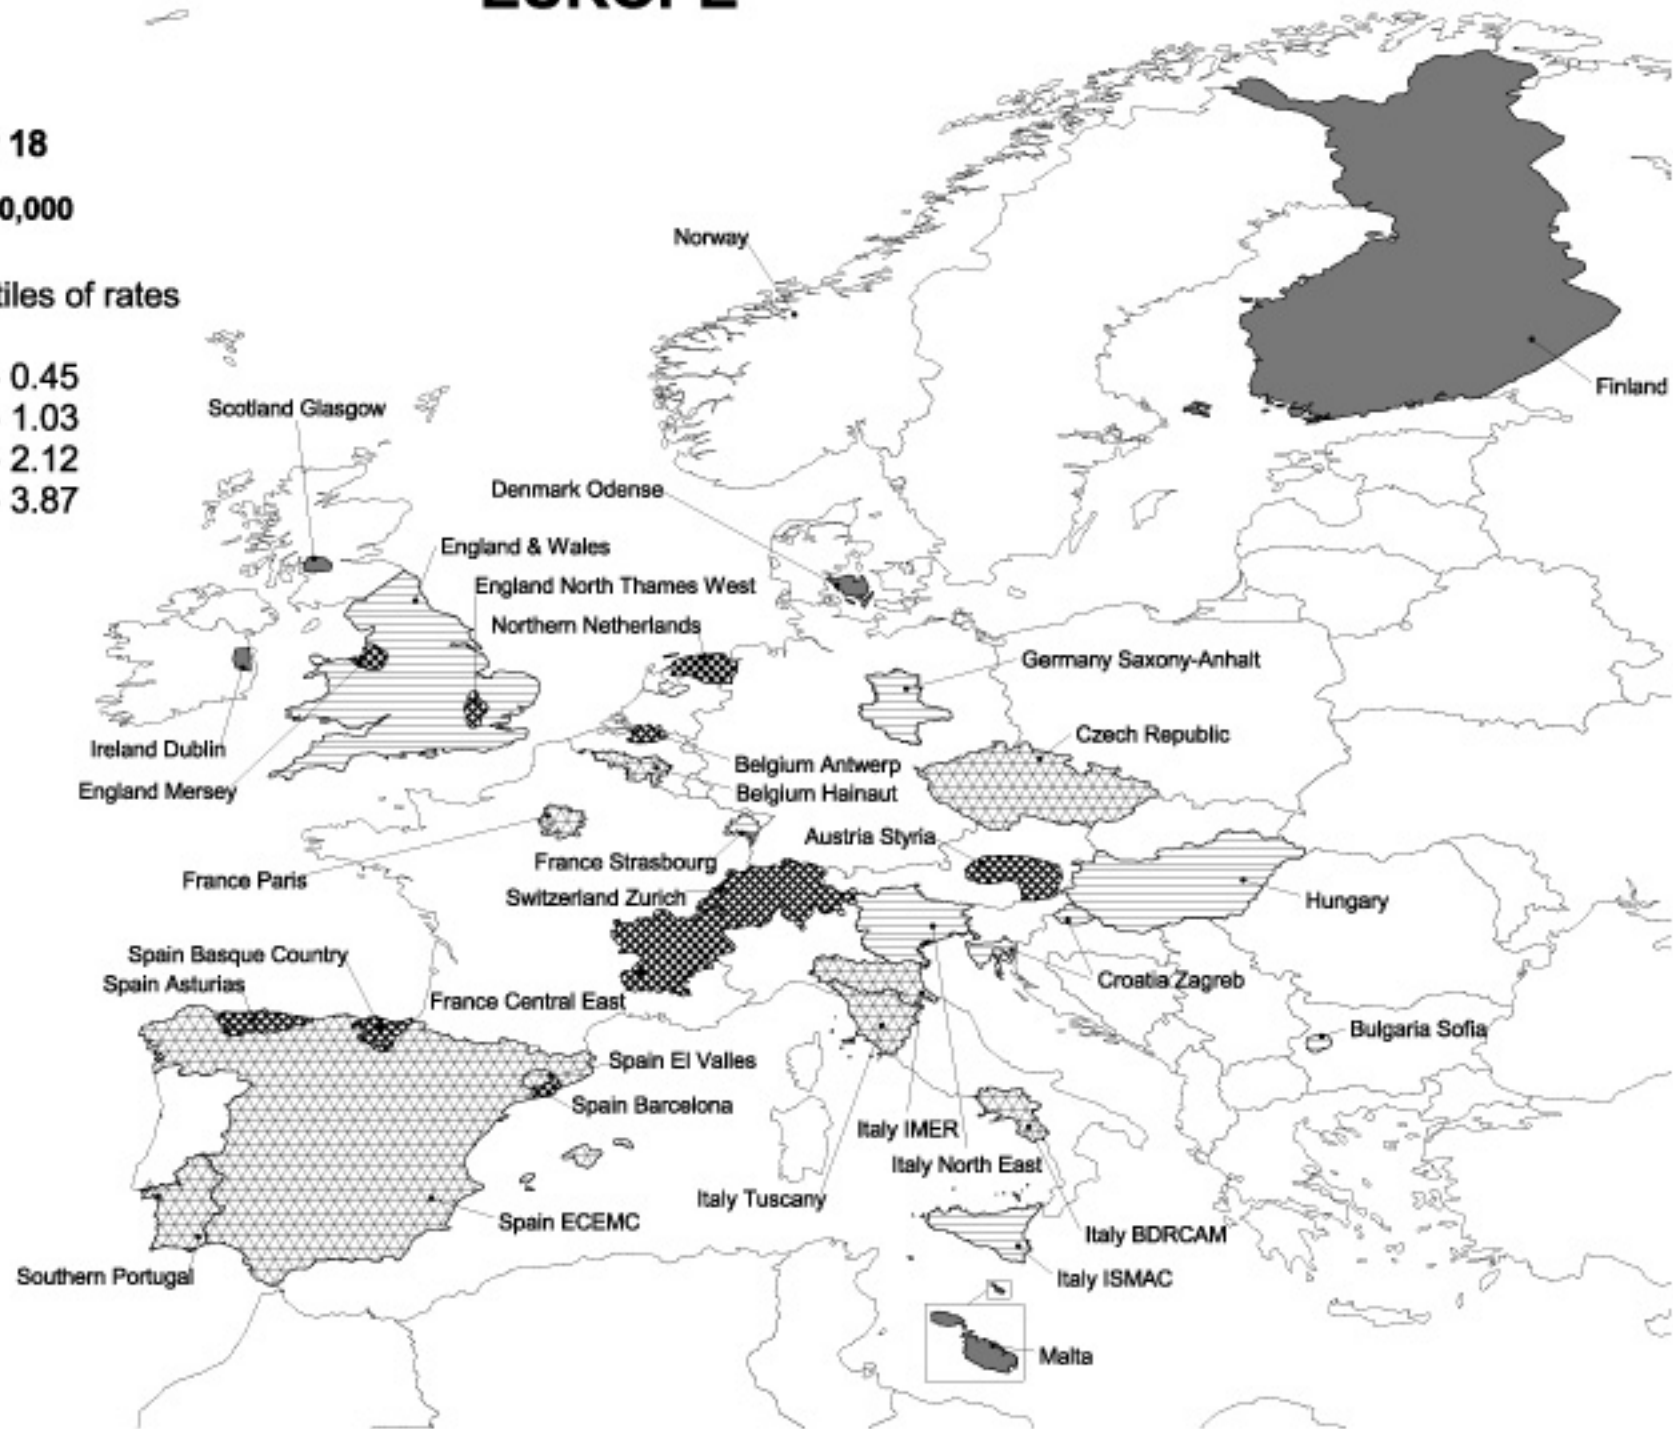 EUROPE
18
0,000
tiles of rates
0.45
1.03
2.12
3.87
Norway
Finland
Scotland Glasgow
Denmark Odense
England & Wales
England North Thames West
Northern Netherlands
Germany Saxony-Anhalt
Ireland Dublin
England Mersey
Belgium Antwerp
Belgium Hainaut
Czech Republic
Austria Styria
France Strasbourg
France Paris
Switzerland Zurich
Hungary
Spain Basque Country
Spain Asturias
France Central East
Croatia Zagreb
Bulgaria Sofia
Spain El Valles
Spain Barcelona
Italy IMER
Italy North East
Italy Tuscany
Spain ECEMC
Italy BDRCAM
Southern Portugal
Italy ISMAC
Malta